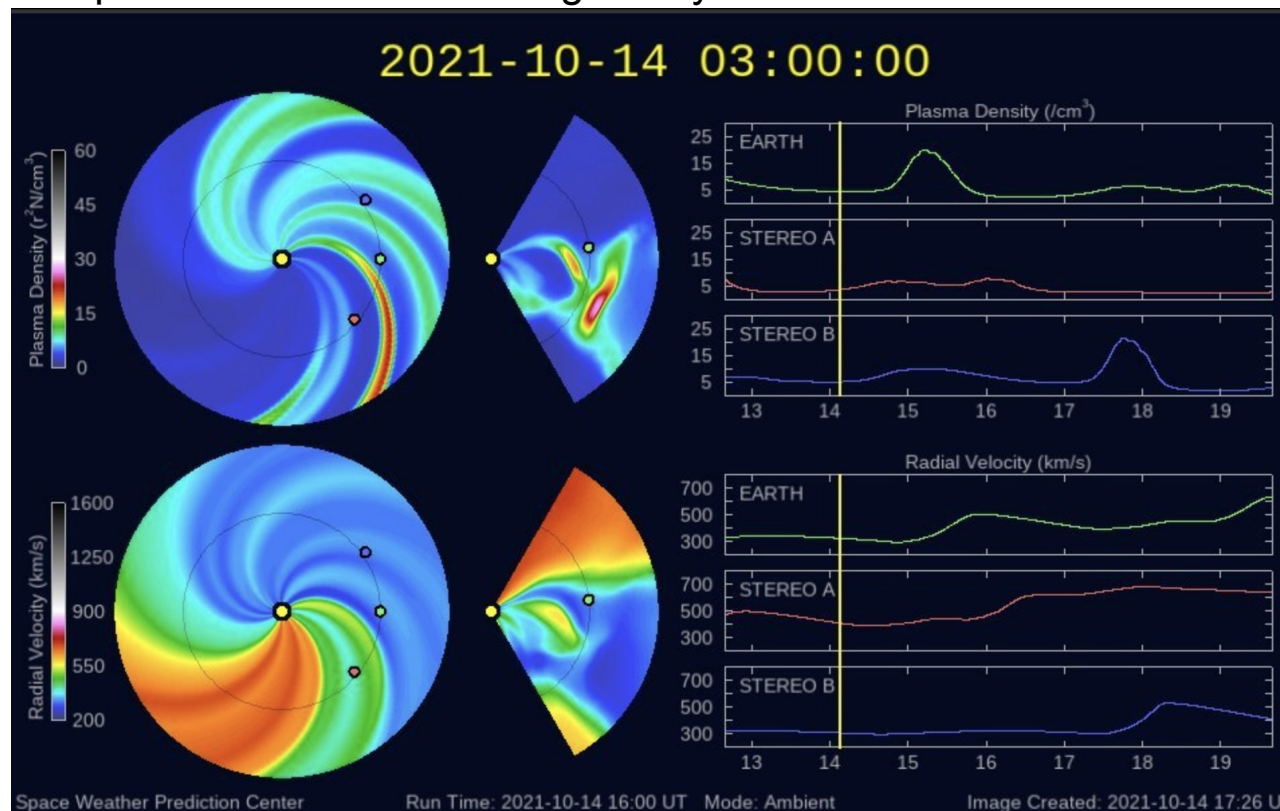 2021-10-14 03:00:00
Plasma Density (r²N/cm³)
60
45
30
15
0
Plasma Density (/cm³)
25
15
5
EARTH
25
15
5
STEREO A
25
15
5
STEREO B
13 14 15 16 17 18 19
Radial Velocity (km/s)
1600
1250
900
550
200
Radial Velocity (km/s)
700
500
300
EARTH
700
500
300
STEREO A
700
500
300
STEREO B
13 14 15 16 17 18 19
Space Weather Prediction Center Run Time: 2021-10-14 16:00 UT Mode: Ambient Image Created: 2021-10-14 17:26